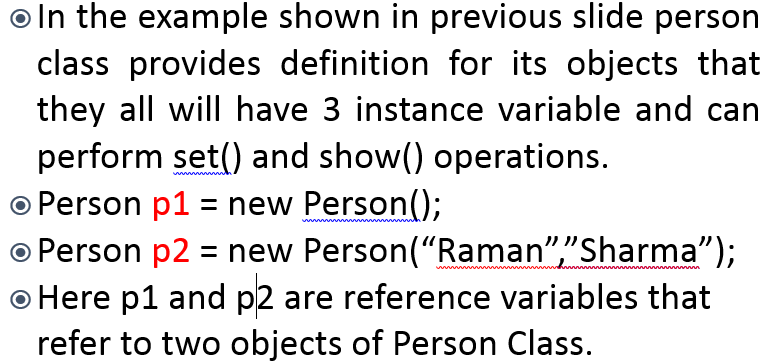 In the example shown in previous slide person
class provides definition for its objects that
they all will have 3 instance variable and can
perform set() and show() operations.
Person p1 = new Person();
Person p2 = new Person(“Raman”,”Sharma”);
Here p1 and p2 are reference variables that
refer to two objects of Person Class.